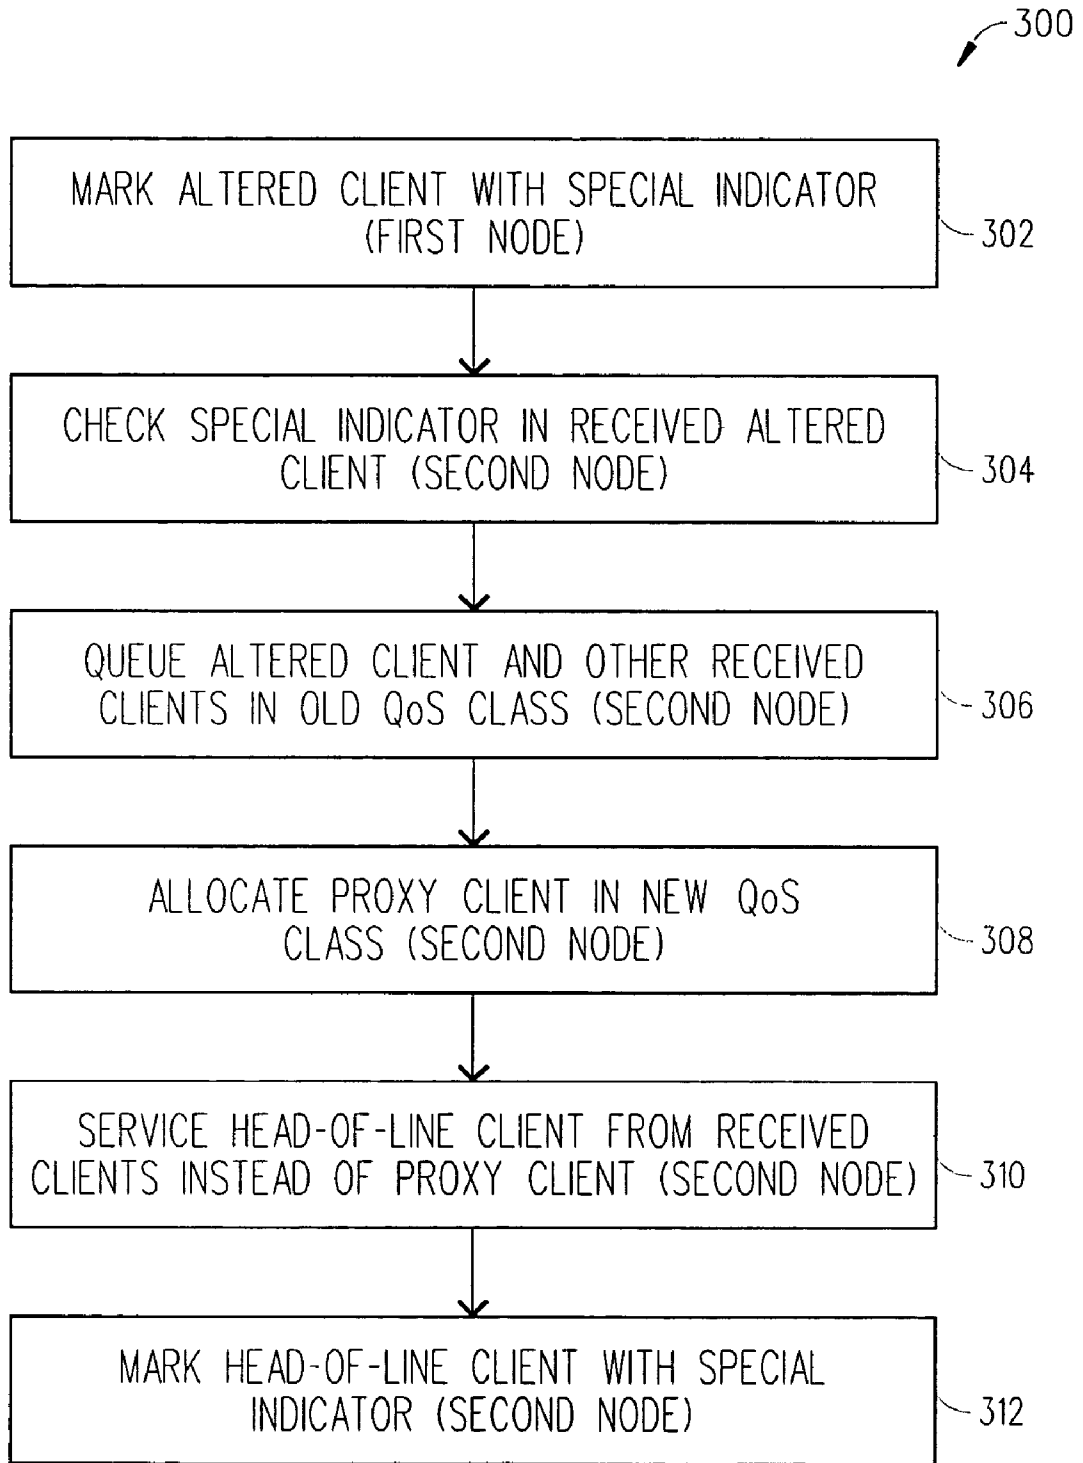 300
MARK ALTERED CLIENT WITH SPECIAL INDICATOR
(FIRST NODE)
302
CHECK SPECIAL INDICATOR IN RECEIVED ALTERED
CLIENT (SECOND NODE)
304
QUEUE ALTERED CLIENT AND OTHER RECEIVED
CLIENTS IN OLD QoS CLASS (SECOND NODE)
306
ALLOCATE PROXY CLIENT IN NEW QoS
CLASS (SECOND NODE)
308
SERVICE HEAD-OF-LINE CLIENT FROM RECEIVED
CLIENTS INSTEAD OF PROXY CLIENT (SECOND NODE)
310
MARK HEAD-OF-LINE CLIENT WITH SPECIAL
INDICATOR (SECOND NODE)
312